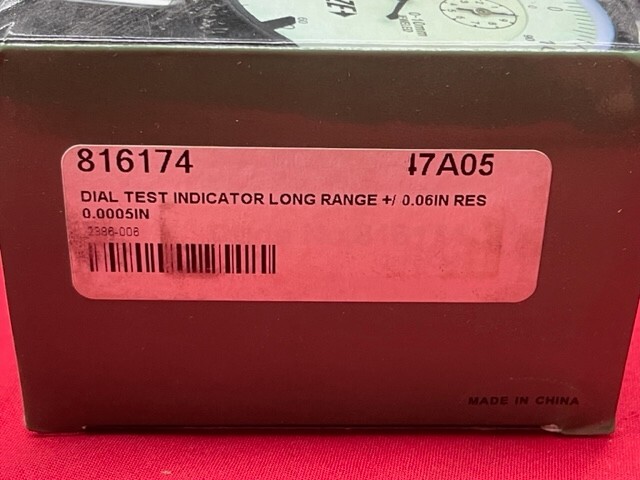 816174 47A05
DIAL TEST INDICATOR LONG RANGE +/ 0.06IN RES
0.0005IN
2386-006
MADE IN CHINA